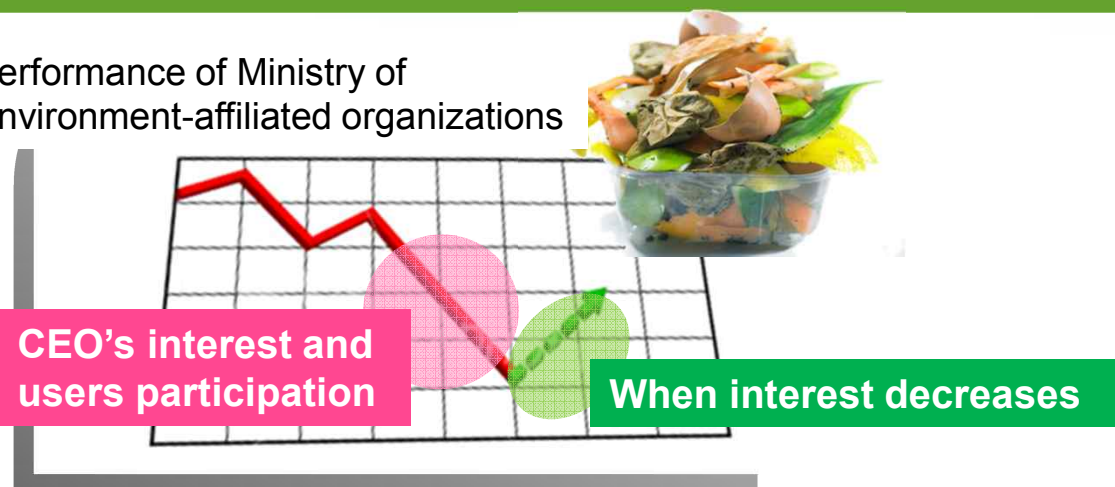 erformance of Ministry of
nvironment-affiliated organizations
CEO’s interest and
users participation
When interest decreases